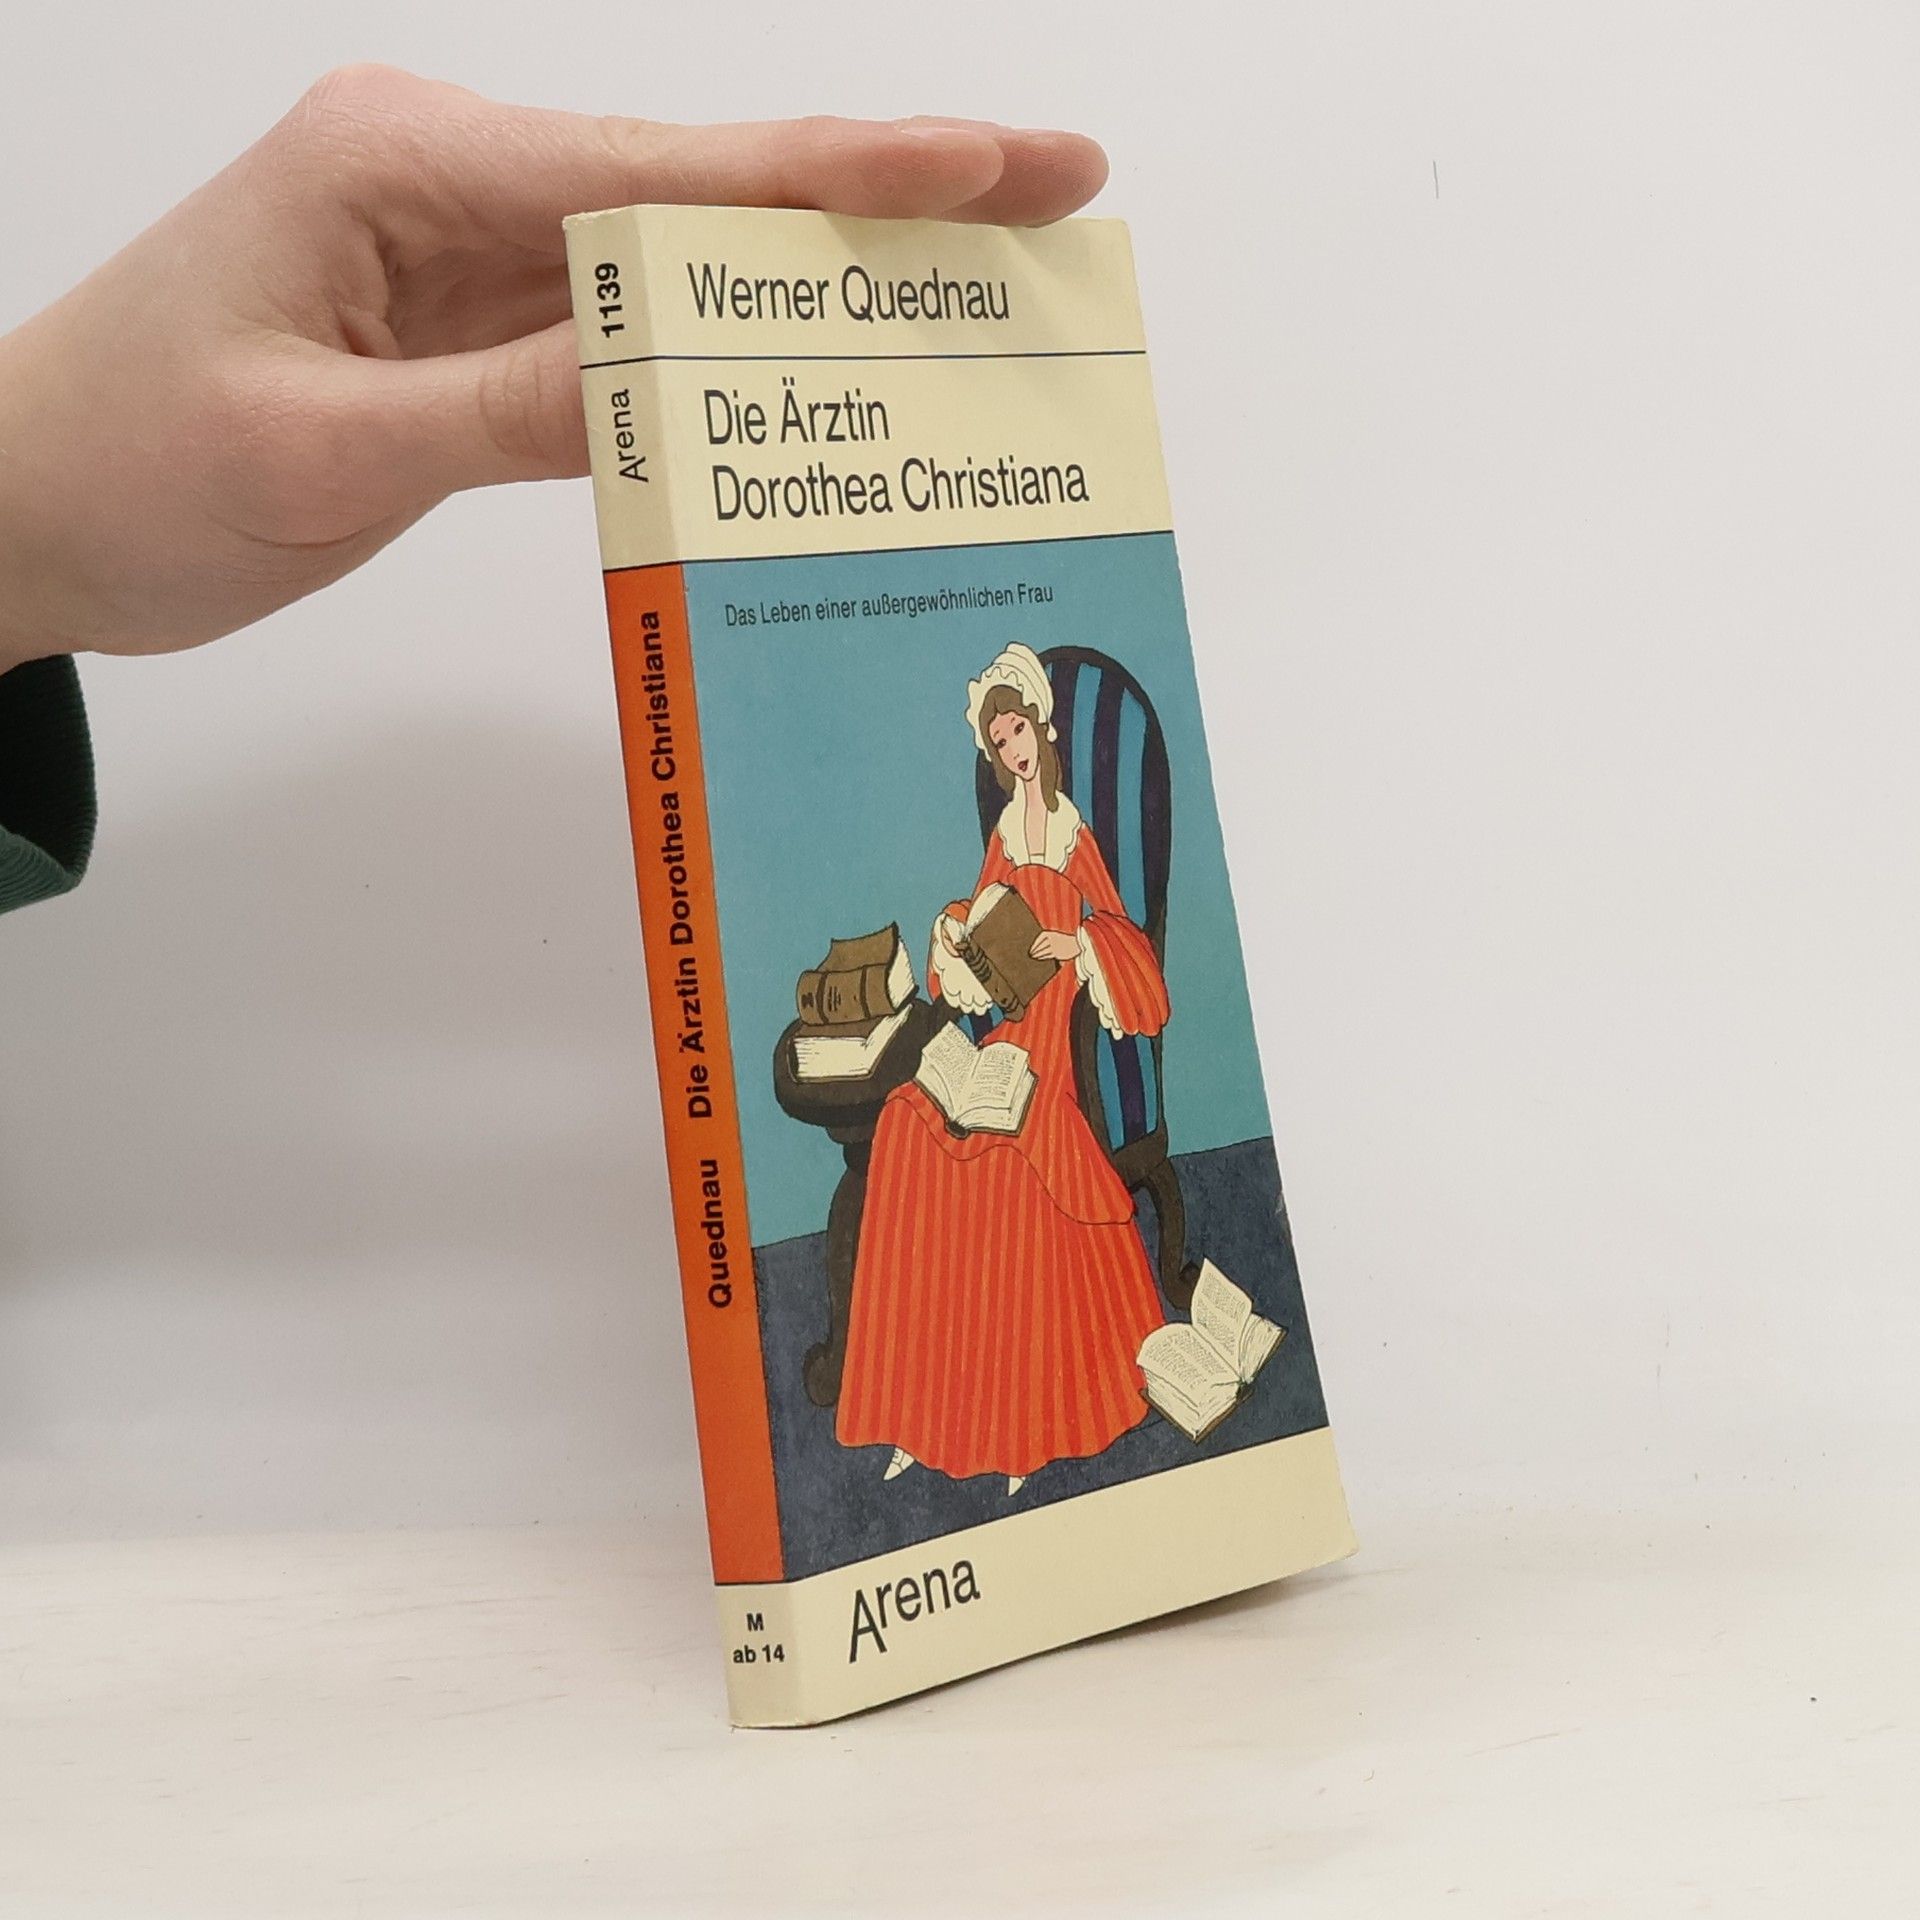 Werner Quednau
Die Ärztin
Dorothea Christiana
Das Leben einer außergewöhnlichen Frau
Arena
1139
Arena
Quednau Die Ärztin Dorothea Christiana
M
ab 14